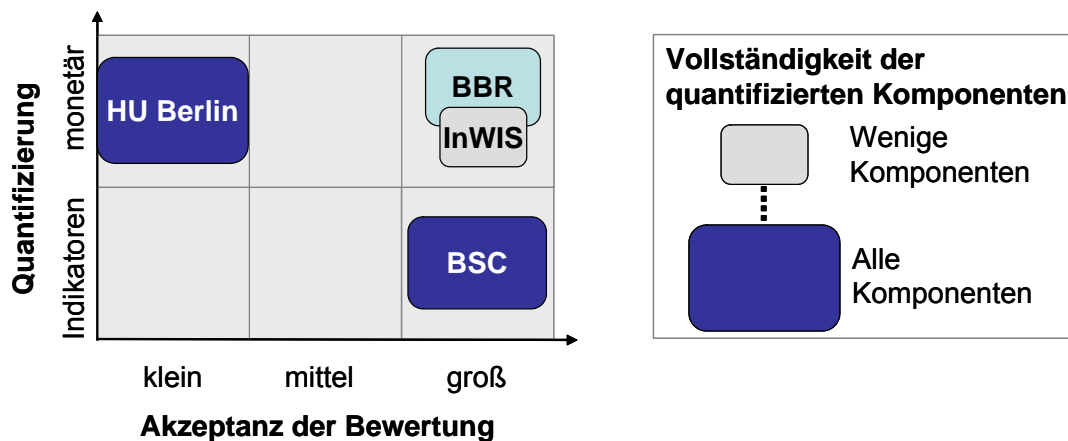 Quantifizierung
monetär
Indikatoren
HU Berlin
BBR
InWIS
BSC
klein
mittel
groß
Akzeptanz der Bewertung
Vollständigkeit der
quantifizierten Komponenten
Wenige
Komponenten
Alle
Komponenten